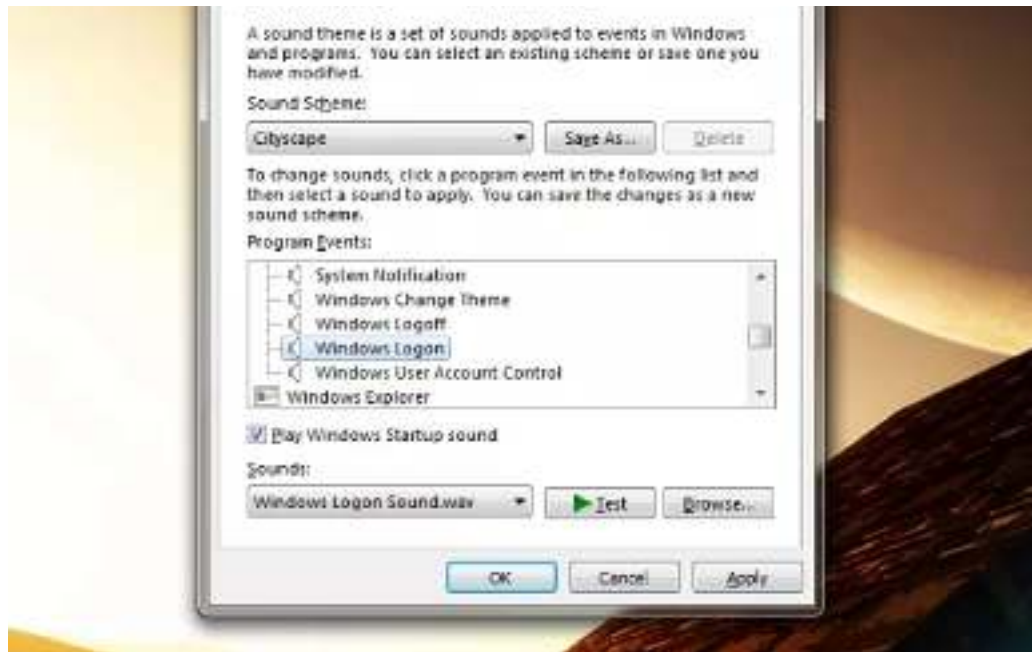 A sound theme is a set of sounds applied to events in Windows
and programs. You can select an existing scheme or save one you
have modified.
Sound Scheme:
Cityscape
Save As...
Delete
To change sounds, click a program event in the following list and
then select a sound to apply. You can save the changes as a new
sound scheme.
Program Events:
System Notification
Windows Change Theme
Windows Logoff
Windows Logon
Windows User Account Control
Windows Explorer
Play Windows Startup sound
Sounds:
Windows Logon Sound.wav
Test
Browse...
OK
Cancel
Apply